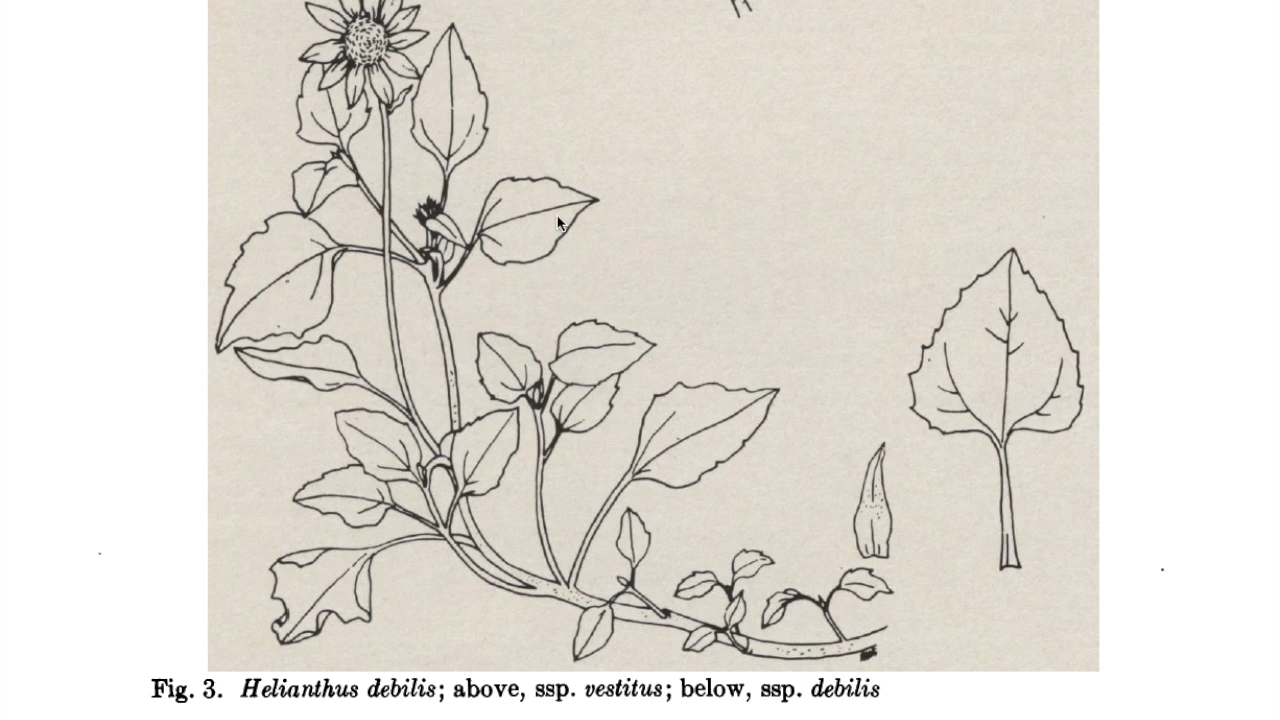 Fig. 3. Helianthus debilis; above, ssp. vestitus; below, ssp. debilis